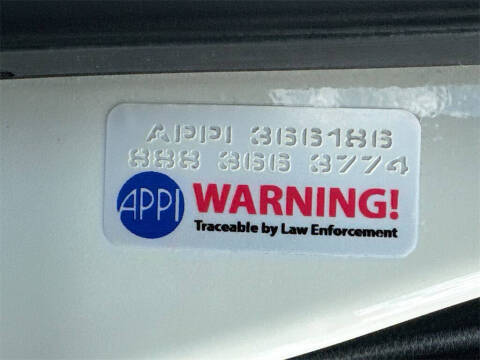 APPI 366186
888 366 3774
APPI WARNING!
Traceable by Law Enforcement